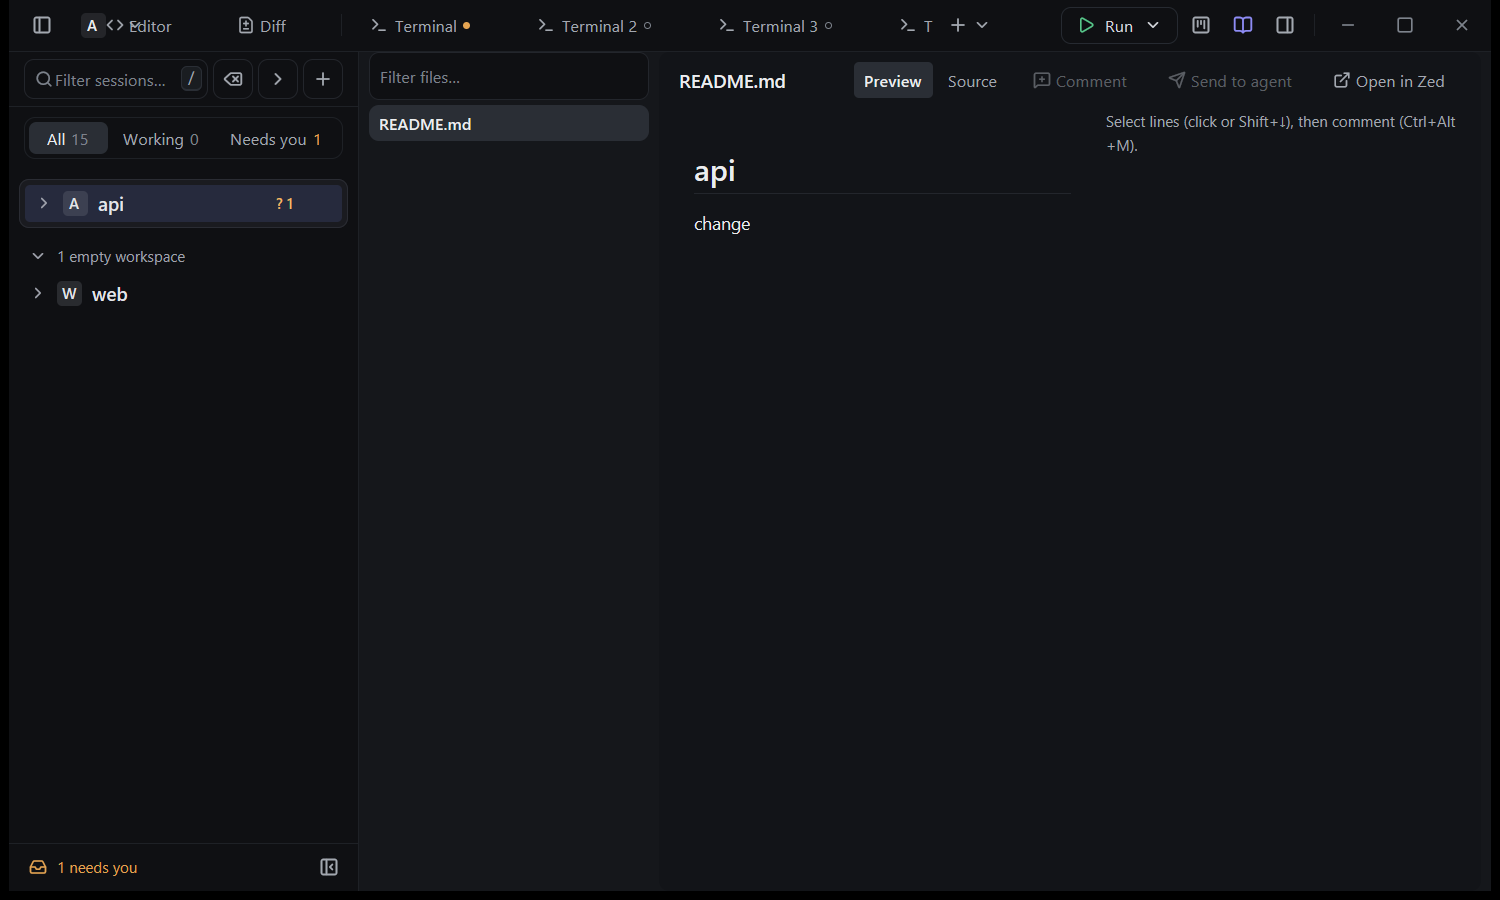 A Editor Diff Terminal Terminal 2 Terminal 3 T Run
Filter sessions... /
All 15 Working 0 Needs you 1
A api ? 1
1 empty workspace
W web
1 needs you
Filter files...
README.md
README.md Preview Source Comment Send to agent Open in Zed
api
change
Select lines (click or Shift+↓), then comment (Ctrl+Alt
+M).